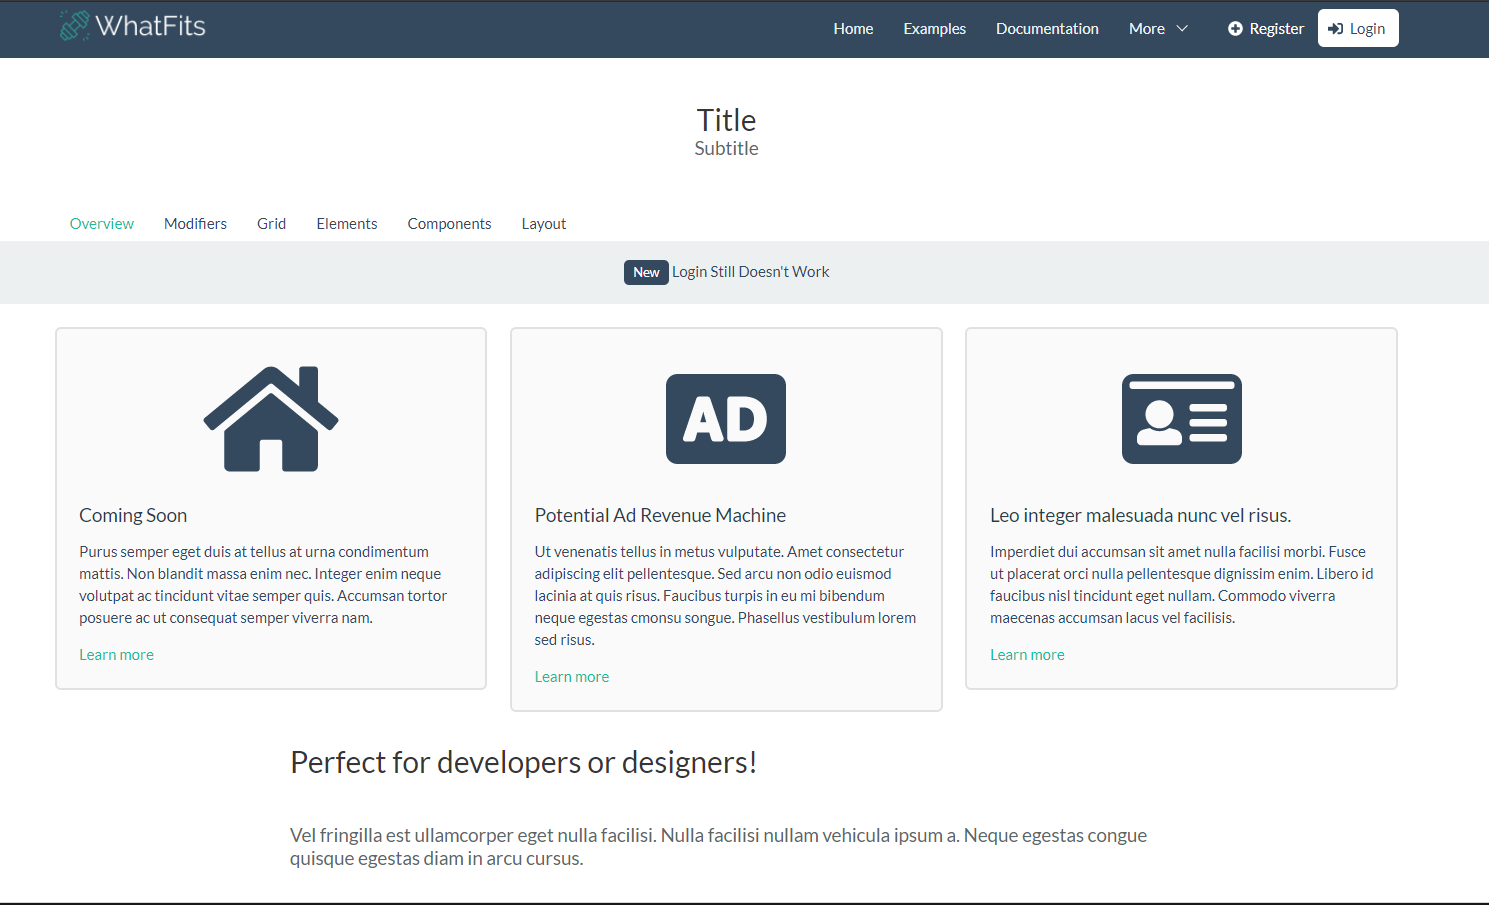 WhatFits
Home Examples Documentation More Register Login
Title
Subtitle
Overview Modifiers Grid Elements Components Layout
New Login Still Doesn't Work
Coming Soon
Purus semper eget duis at tellus at urna condimentum
mattis. Non blandit massa enim nec. Integer enim neque
volutpat ac tincidunt vitae semper quis. Accumsan tortor
posuere ac ut consequat semper viverra nam.
Learn more
AD
Potential Ad Revenue Machine
Ut venenatis tellus in metus vulputate. Amet consectetur
adipiscing elit pellentesque. Sed arcu non odio euismod
lacinia at quis risus. Faucibus turpis in eu mi bibendum
neque egestas cmonsu songue. Phasellus vestibulum lorem
sed risus.
Learn more
Leo integer malesuada nunc vel risus.
Imperdiet dui accumsan sit amet nulla facilisi morbi. Fusce
ut placerat orci nulla pellentesque dignissim enim. Libero id
faucibus nisl tincidunt eget nullam. Commodo viverra
maecenas accumsan lacus vel facilisis.
Learn more
Perfect for developers or designers!
Vel fringilla est ullamcorper eget nulla facilisi. Nulla facilisi nullam vehicula ipsum a. Neque egestas congue
quisque egestas diam in arcu cursus.